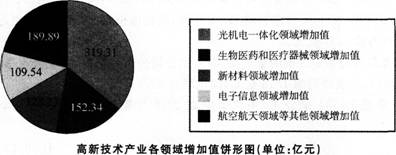 189.89
319.31
109.54
152.34
光机电一体化领域增加值
生物医药和医疗器械领域增加值
新材料领域增加值
电子信息领域增加值
航空航天领域等其他领域增加值
高新技术产业各领域增加值饼形图(单位:亿元)